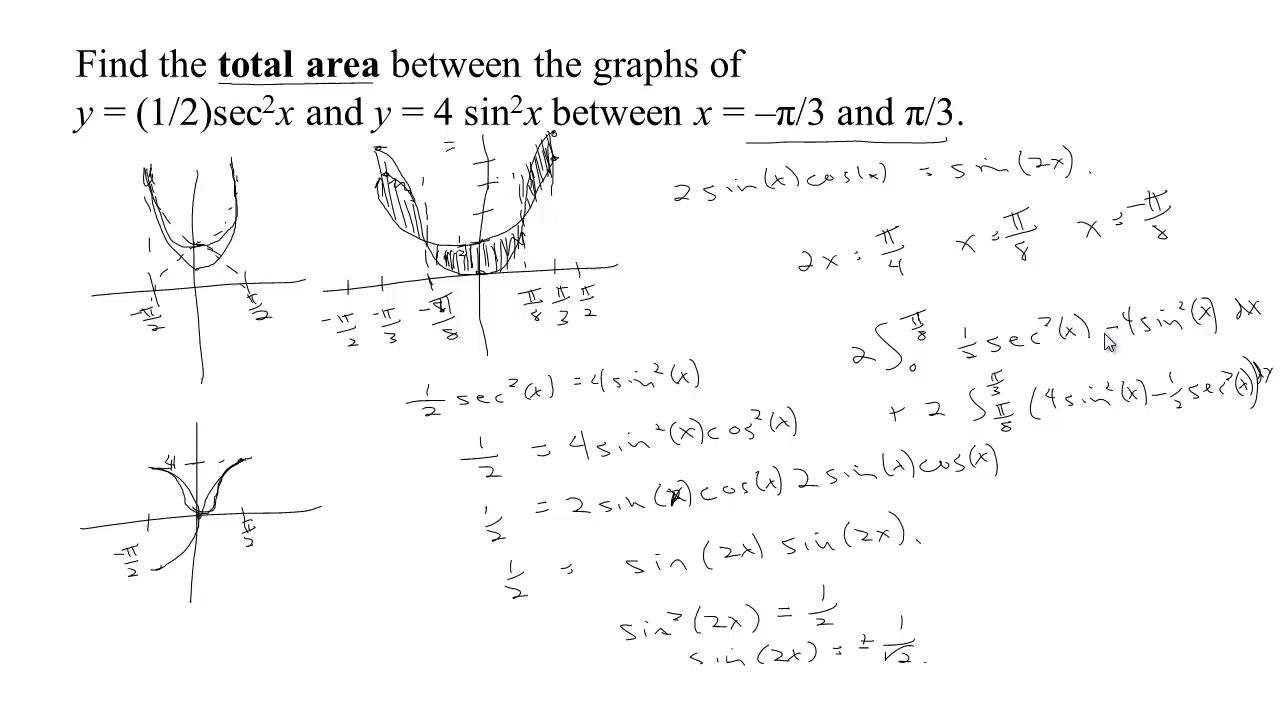 Find the total area between the graphs of
y = (1/2)sec²x and y = 4 sin²x between x = –π/3 and π/3.
2 sin(x) cos(x) = sin(2x).
2x = π/4 x = π/8 x = -π/8
2 ∫₀^(π/8) 1/2 sec²(x) - 4 sin²(x) dx
+ 2 ∫_(π/8)^(π/3) (4 sin²(x) - 1/2 sec²(x)) dx
-π/2 π/2
-π/2 -π/3 -π/8 π/8 π/3 π/2
1/2 sec²(x) = 4 sin²(x)
1/2 = 4 sin²(x) cos²(x)
1/2 = 2 sin(x) cos(x) 2 sin(x) cos(x)
1/2 = sin(2x) sin(2x).
sin²(2x) = 1/2
sin(2x) = ± 1/√2.
4
-π/2 π/2